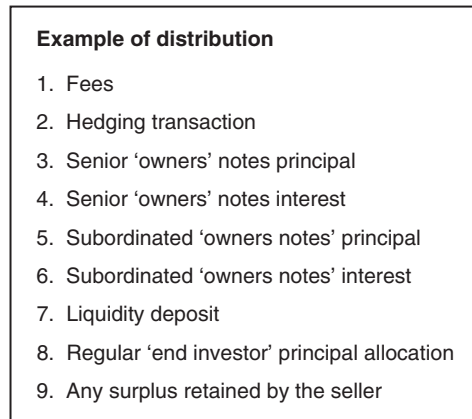 Example of distribution
1. Fees
2. Hedging transaction
3. Senior ‘owners’ notes principal
4. Senior ‘owners’ notes interest
5. Subordinated ‘owners notes’ principal
6. Subordinated ‘owners notes’ interest
7. Liquidity deposit
8. Regular ‘end investor’ principal allocation
9. Any surplus retained by the seller